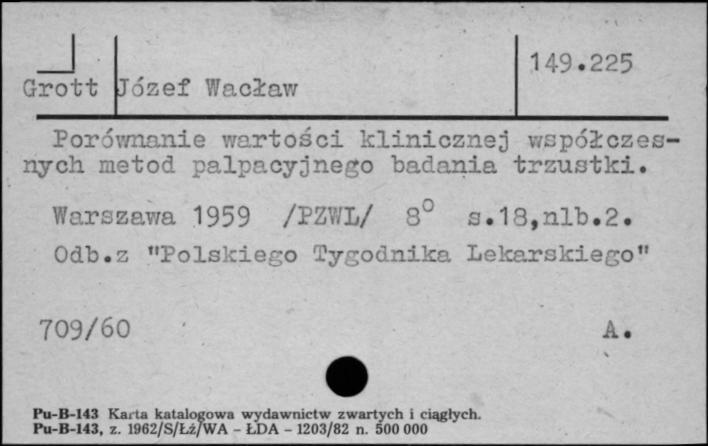 149.225
Grott Józef Wacław
Porównanie wartości klinicznej współczes-
nych metod palpacyjnego badania trzustki.
Warszawa 1959 /PZWL/ 8° s.18,nlb.2.
Odb.z "Polskiego Tygodnika Lekarskiego"
709/60 A.
Pu-B-143 Karta katalogowa wydawnictw zwartych i ciągłych.
Pu-B-143, z. 1962/S/Łż/WA - ŁDA - 1203/82 n. 500 000